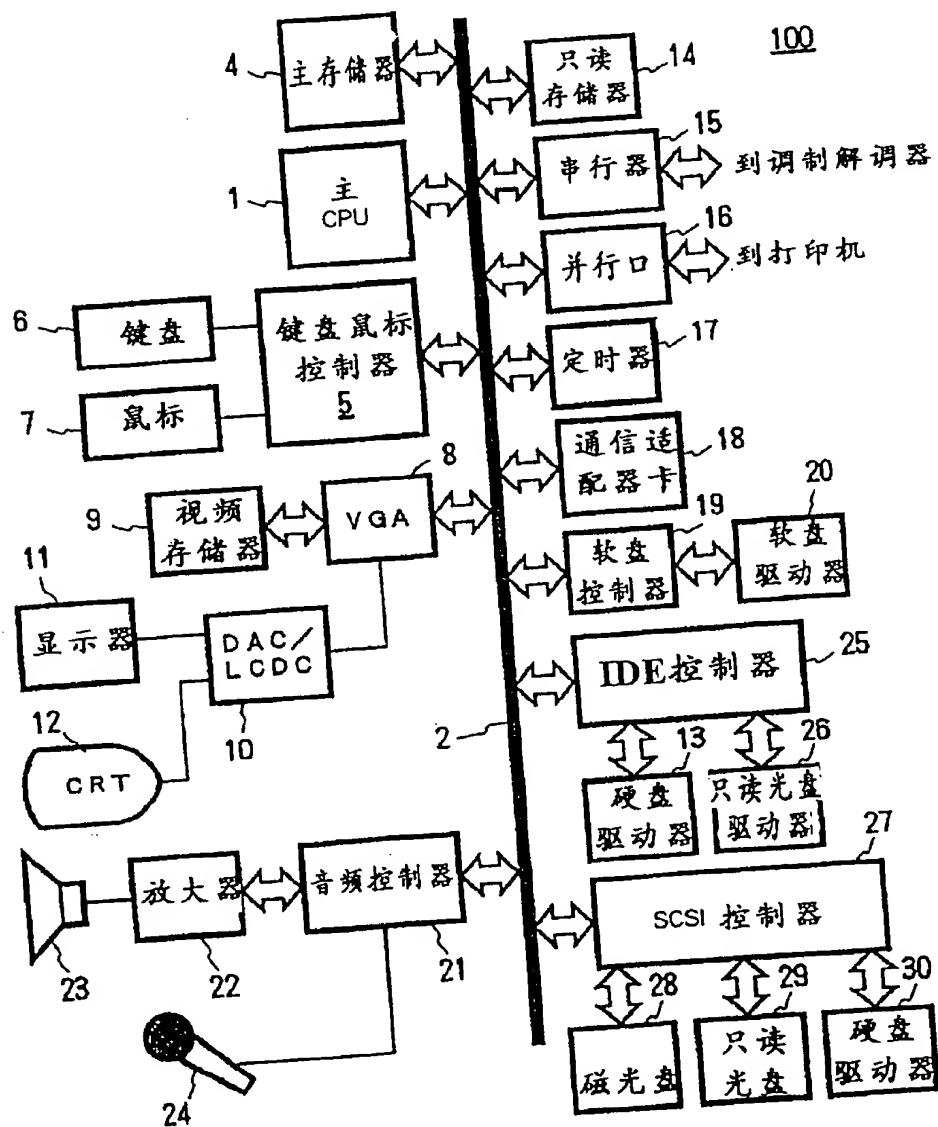 100
4
主存储器
只读
存储器
14
1
主
CPU
串行器
15
到调制解调器
并行口
16
到打印机
6
键盘
键盘鼠标
控制器
5
7
鼠标
定时器
17
通信适
配器卡
18
8
VGA
9
视频
存储器
19
软盘
控制器
20
软盘
驱动器
11
显示器
DAC/
LCDC
10
12
CRT
2
IDE控制器
25
13
硬盘
驱动器
26
只读光盘
驱动器
27
SCSI 控制器
23
放大器
22
音频控制器
21
24
28
磁光盘
29
只读
光盘
30
硬盘
驱动器